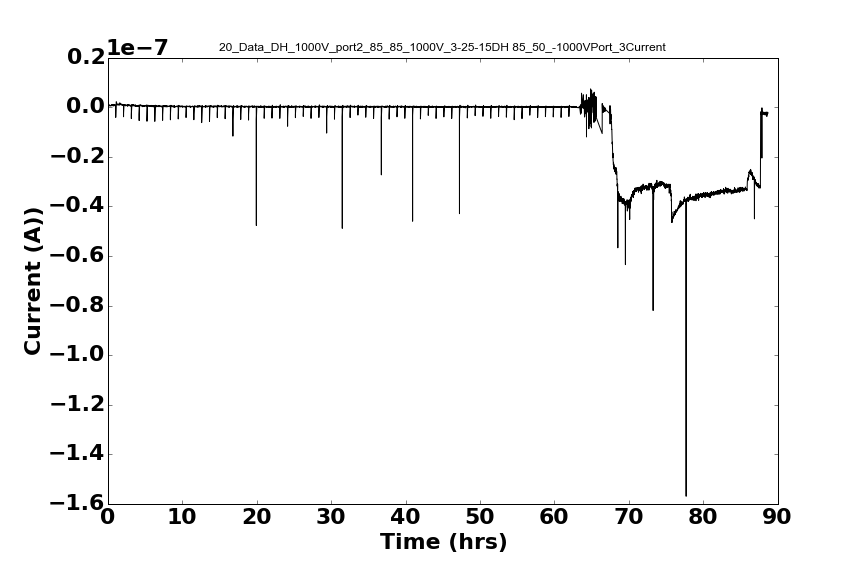 20_Data_DH_1000V_port2_85_85_1000V_3-25-15DH 85_50_-1000VPort_3Current
1e−7
0.2
0.0
−0.2
−0.4
−0.6
−0.8
−1.0
−1.2
−1.4
−1.6
Current (A))
0 10 20 30 40 50 60 70 80 90
Time (hrs)